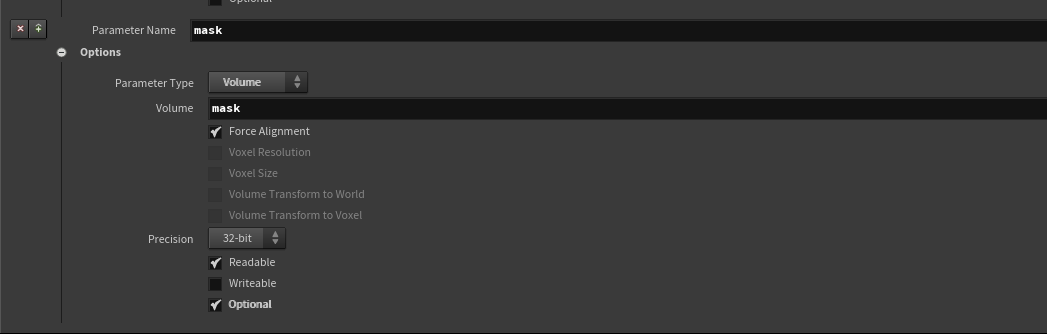 Optional
Parameter Name mask
Options
Parameter Type Volume
Volume mask
Force Alignment
Voxel Resolution
Voxel Size
Volume Transform to World
Volume Transform to Voxel
Precision 32-bit
Readable
Writeable
Optional